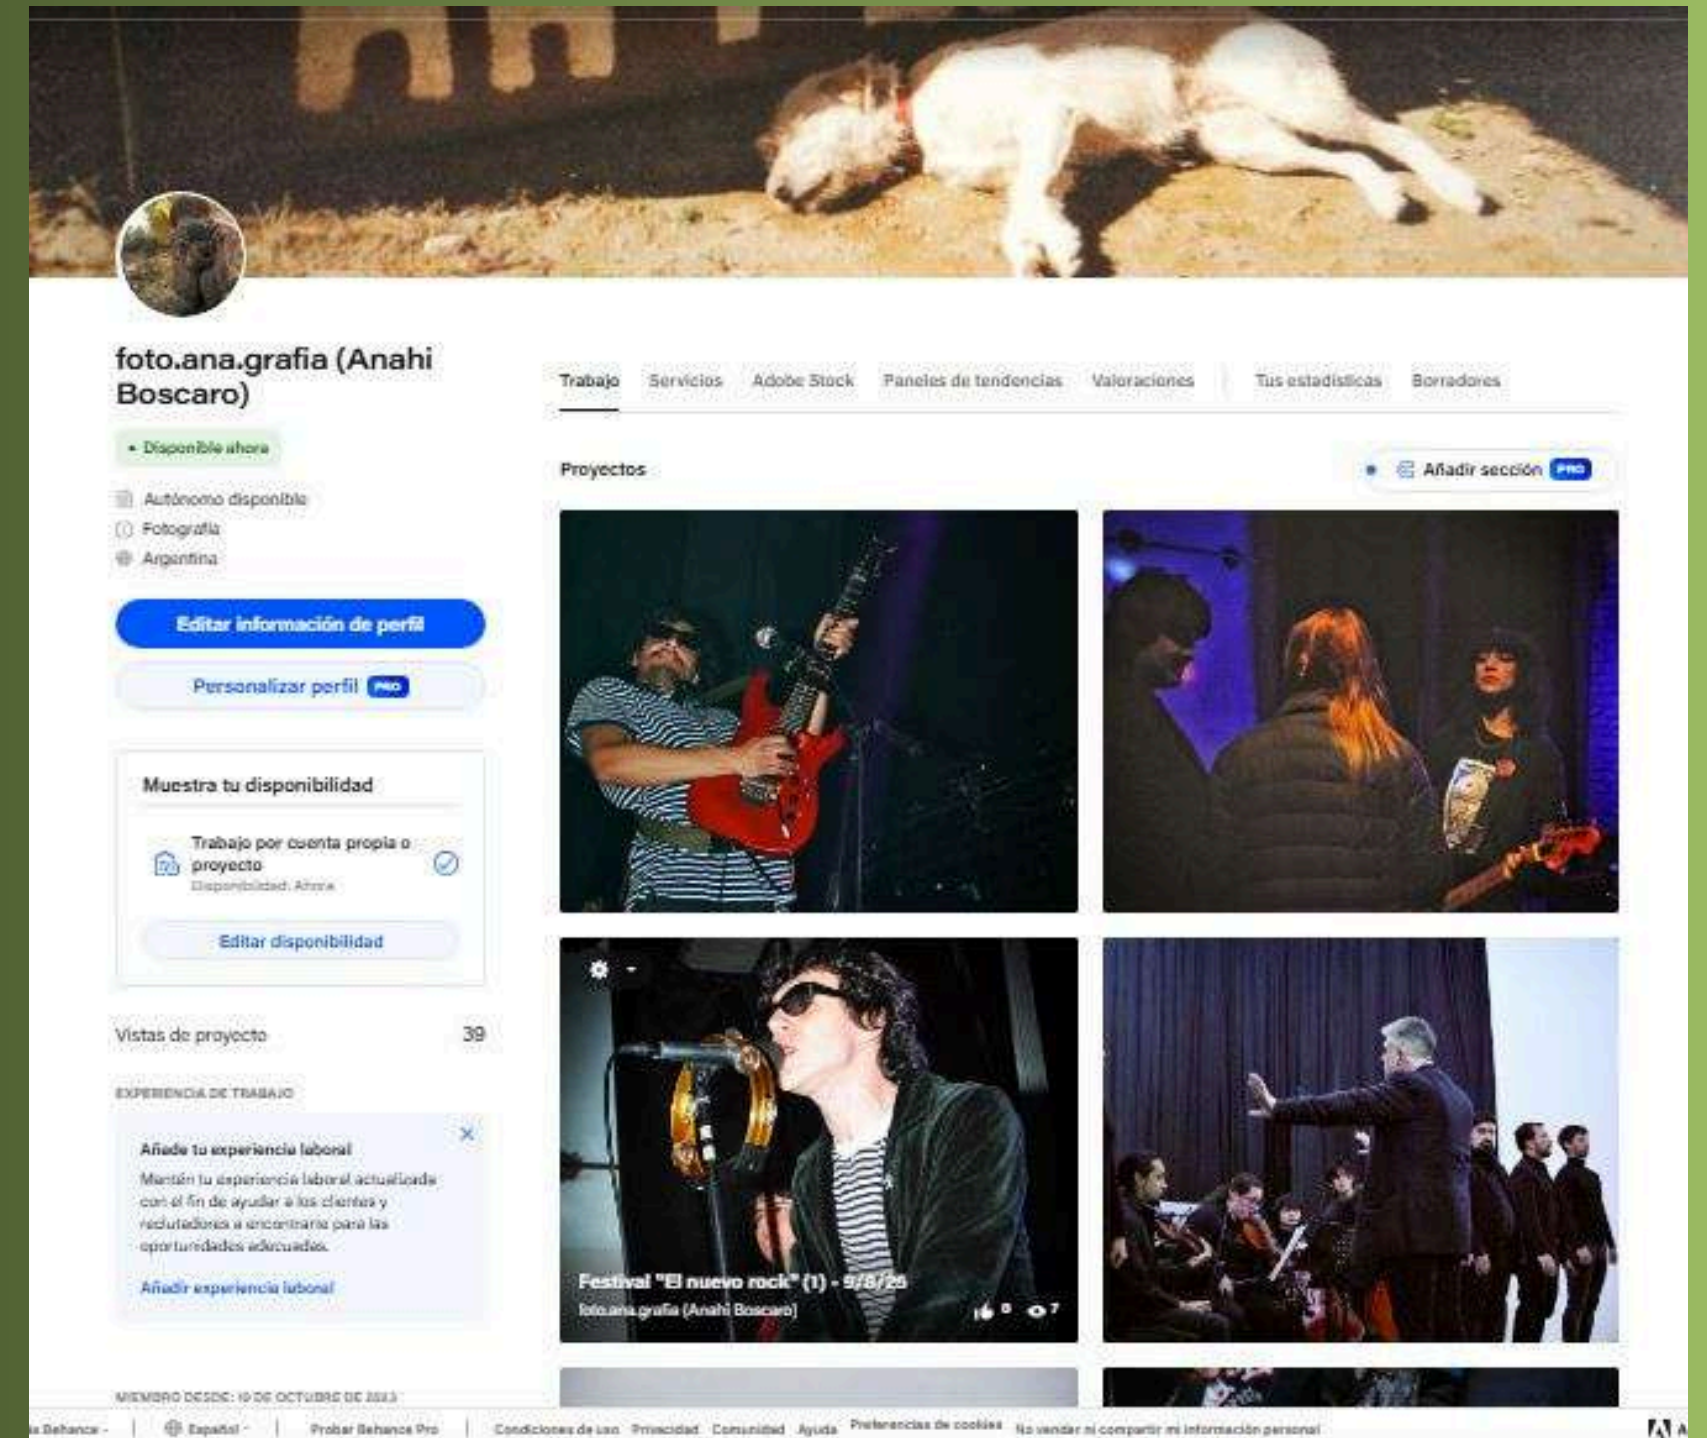 foto.ana.grafia (Anahi
Boscaro)
• Disponible ahora
Autónomo disponible
Fotografía
Argentina
Editar información de perfil
Personalizar perfil PRO
Muestra tu disponibilidad
Trabajo por cuenta propia o
proyecto
Disponibilidad: Ahora
Editar disponibilidad
Vistas de proyecto 39
EXPERIENCIA DE TRABAJO
Añade tu experiencia laboral
Mantén tu experiencia laboral actualizada
con el fin de ayudar a los clientes y
reclutadores a encontrarte para las
oportunidades adecuadas.
Añadir experiencia laboral
MIEMBRO DESDE: 19 DE OCTUBRE DE
Trabajo Servicios Adobe Stock Paneles de tendencias Valoraciones Tus estadísticas Borradores
Proyectos
Añadir sección PRO
Festival "El nuevo rock" (1) - 9/8/25
foto.ana.grafia (Anahi Boscaro) 7
Behance Español Probar Behance Pro Condiciones de uso Privacidad Comunidad Ayuda Preferencias de cookies No vender ni compartir mi información personal